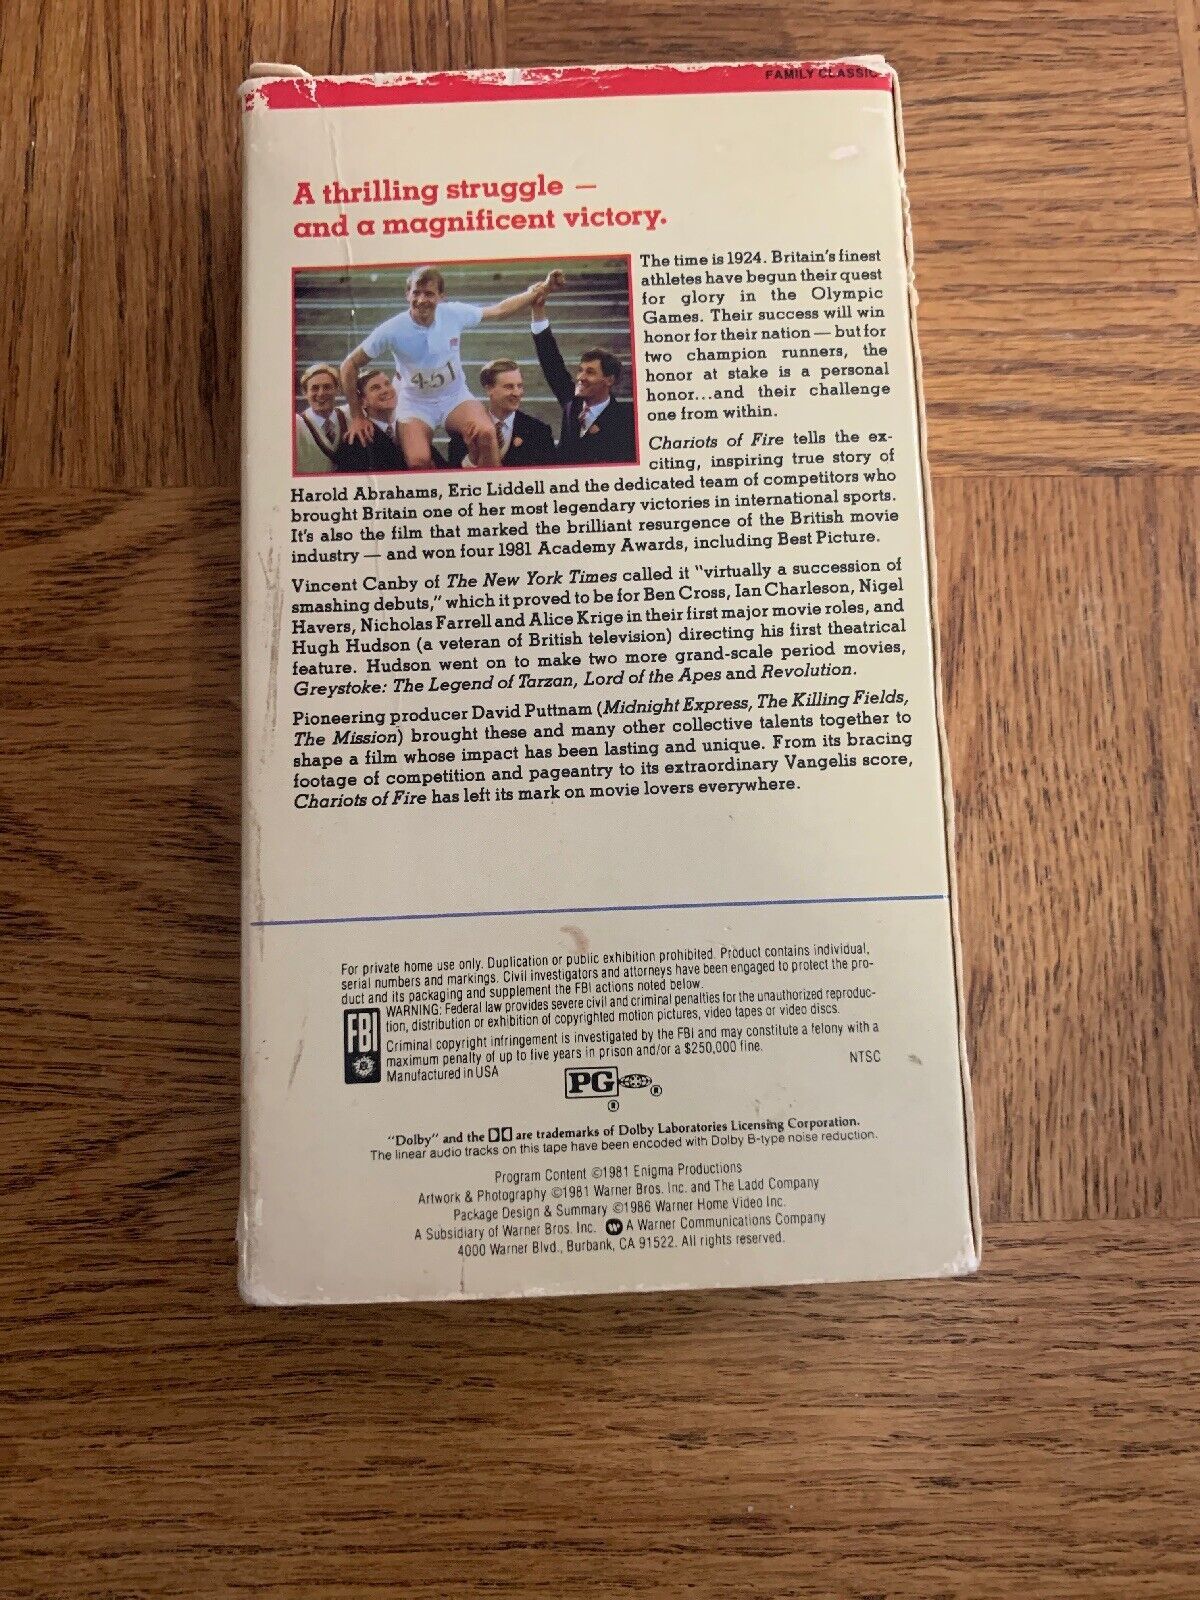 FAMILY CLASSIC
A thrilling struggle —
and a magnificent victory.
451
The time is 1924. Britain's finest
athletes have begun their quest
for glory in the Olympic
Games. Their success will win
honor for their nation — but for
two champion runners, the
honor at stake is a personal
honor...and their challenge
one from within.
Chariots of Fire tells the ex-
citing, inspiring true story of
Harold Abrahams, Eric Liddell and the dedicated team of competitors who
brought Britain one of her most legendary victories in international sports.
It's also the film that marked the brilliant resurgence of the British movie
industry — and won four 1981 Academy Awards, including Best Picture.
Vincent Canby of The New York Times called it "virtually a succession of
smashing debuts," which it proved to be for Ben Cross, Ian Charleson, Nigel
Havers, Nicholas Farrell and Alice Krige in their first major movie roles, and
Hugh Hudson (a veteran of British television) directing his first theatrical
feature. Hudson went on to make two more grand-scale period movies,
Greystoke: The Legend of Tarzan, Lord of the Apes and Revolution.
Pioneering producer David Puttnam (Midnight Express, The Killing Fields,
The Mission) brought these and many other collective talents together to
shape a film whose impact has been lasting and unique. From its bracing
footage of competition and pageantry to its extraordinary Vangelis score,
Chariots of Fire has left its mark on movie lovers everywhere.
For private home use only. Duplication or public exhibition prohibited. Product contains individual,
serial numbers and markings. Civil investigators and attorneys have been engaged to protect the pro-
duct and its packaging and supplement the FBI actions noted below.
FBI
WARNING: Federal law provides severe civil and criminal penalties for the unauthorized reproduc-
tion, distribution or exhibition of copyrighted motion pictures, video tapes or video discs.
Criminal copyright infringement is investigated by the FBI and may constitute a felony with a
maximum penalty of up to five years in prison and/or a $250,000 fine.
Manufactured in USA
NTSC
PG ® ®
"Dolby" and the DD are trademarks of Dolby Laboratories Licensing Corporation.
The linear audio tracks on this tape have been encoded with Dolby B-type noise reduction.
Program Content ©1981 Enigma Productions
Artwork & Photography ©1981 Warner Bros. Inc. and The Ladd Company
Package Design & Summary ©1986 Warner Home Video Inc.
A Subsidiary of Warner Bros. Inc. A Warner Communications Company
4000 Warner Blvd., Burbank, CA 91522. All rights reserved.